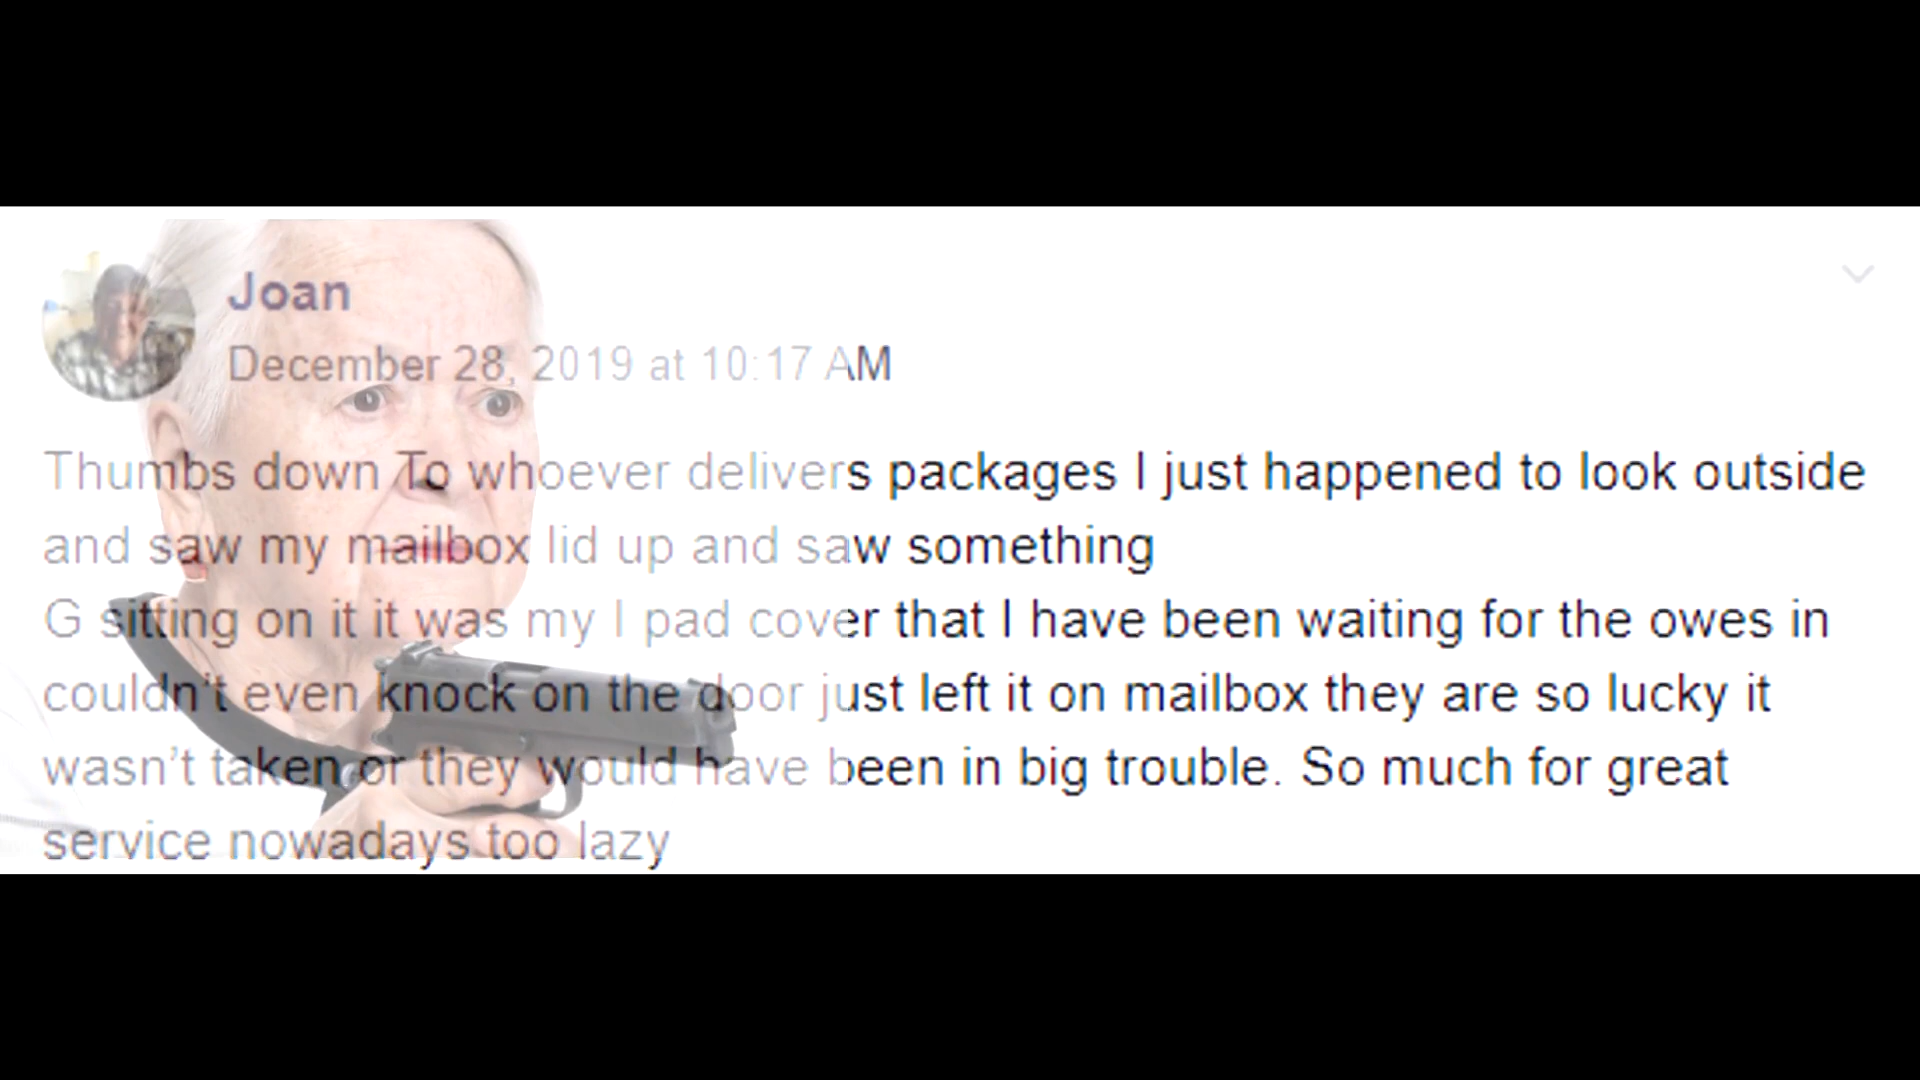 Joan
December 28, 2019 at 10:17 AM
Thumbs down To whoever delivers packages I just happened to look outside
and saw my mailbox lid up and saw something
G sitting on it it was my I pad cover that I have been waiting for the owes in
couldn't even knock on the door just left it on mailbox they are so lucky it
wasn't taken or they would have been in big trouble. So much for great
service nowadays too lazy